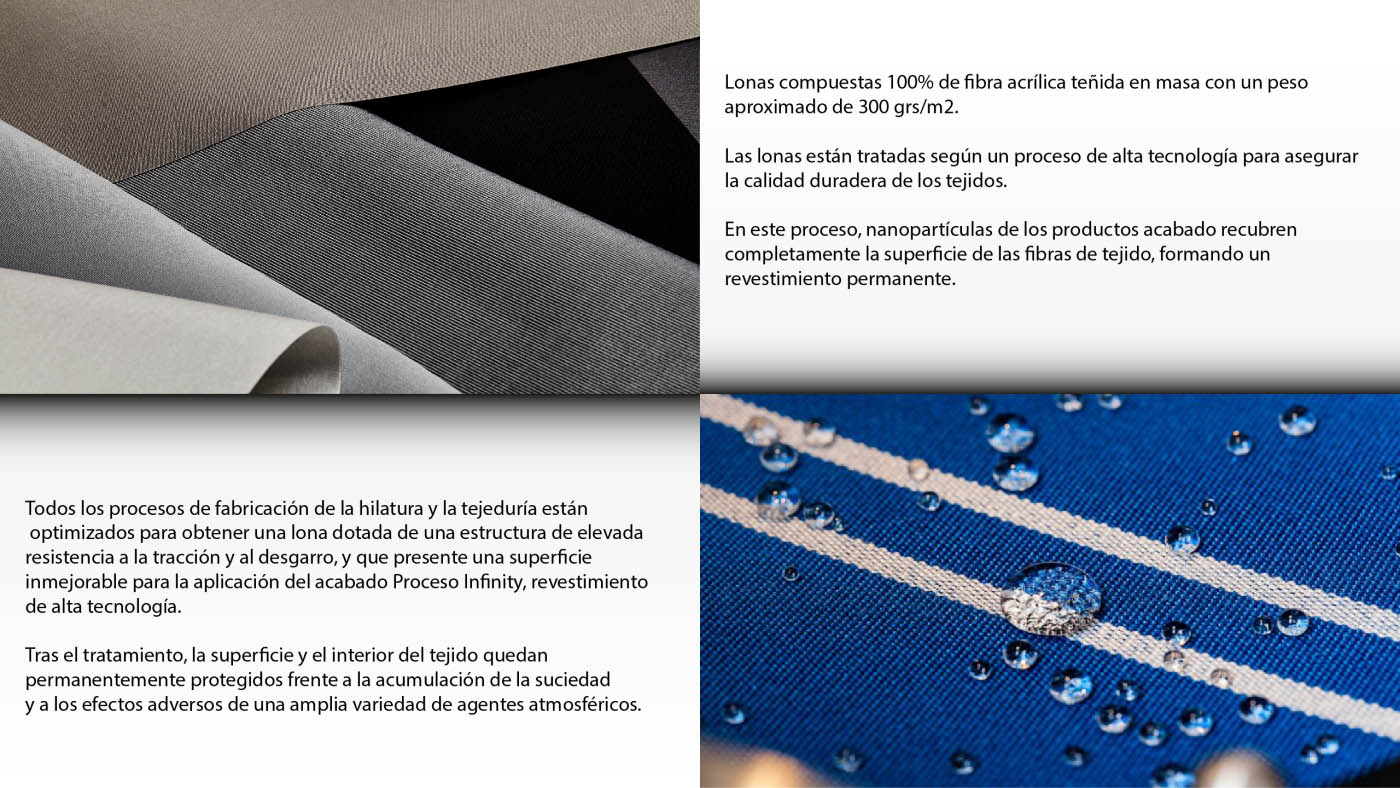 Lonas compuestas 100% de fibra acrílica teñida en masa con un peso
aproximado de 300 grs/m2.
Las lonas están tratadas según un proceso de alta tecnología para asegurar
la calidad duradera de los tejidos.
En este proceso, nanopartículas de los productos acabado recubren
completamente la superficie de las fibras de tejido, formando un
revestimiento permanente.
Todos los procesos de fabricación de la hilatura y la tejeduría están
optimizados para obtener una lona dotada de una estructura de elevada
resistencia a la tracción y al desgarro, y que presente una superficie
inmejorable para la aplicación del acabado Proceso Infinity, revestimiento
de alta tecnología.
Tras el tratamiento, la superficie y el interior del tejido quedan
permanentemente protegidos frente a la acumulación de la suciedad
y a los efectos adversos de una amplia variedad de agentes atmosféricos.